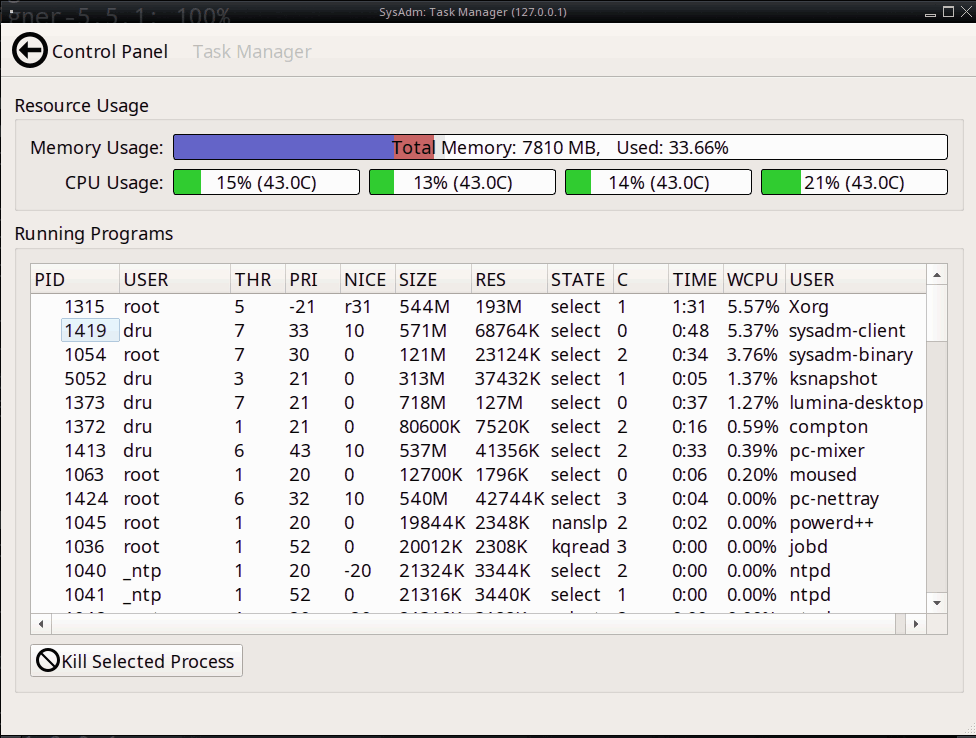 gner-5.5.1: 100%
SysAdm: Task Manager (127.0.0.1)
Control Panel Task Manager
Resource Usage
Memory Usage: Total Memory: 7810 MB, Used: 33.66%
CPU Usage: 15% (43.0C) 13% (43.0C) 14% (43.0C) 21% (43.0C)
Running Programs
PID USER THR PRI NICE SIZE RES STATE C TIME WCPU USER
1315 root 5 -21 r31 544M 193M select 1 1:31 5.57% Xorg
1419 dru 7 33 10 571M 68764K select 0 0:48 5.37% sysadm-client
1054 root 7 30 0 121M 23124K select 2 0:34 3.76% sysadm-binary
5052 dru 3 21 0 313M 37432K select 1 0:05 1.37% ksnapshot
1373 dru 7 21 0 718M 127M select 0 0:37 1.27% lumina-desktop
1372 dru 1 21 0 80600K 7520K select 2 0:16 0.59% compton
1413 dru 6 43 10 537M 41356K select 2 0:33 0.39% pc-mixer
1063 root 1 20 0 12700K 1796K select 0 0:06 0.20% moused
1424 root 6 32 10 540M 42744K select 3 0:04 0.00% pc-nettray
1045 root 1 20 0 19844K 2348K nanslp 2 0:02 0.00% powerd++
1036 root 1 52 0 20012K 2308K kqread 3 0:00 0.00% jobd
1040 _ntp 1 20 -20 21324K 3344K select 2 0:00 0.00% ntpd
1041 _ntp 1 52 0 21316K 3440K select 1 0:00 0.00% ntpd
Kill Selected Process